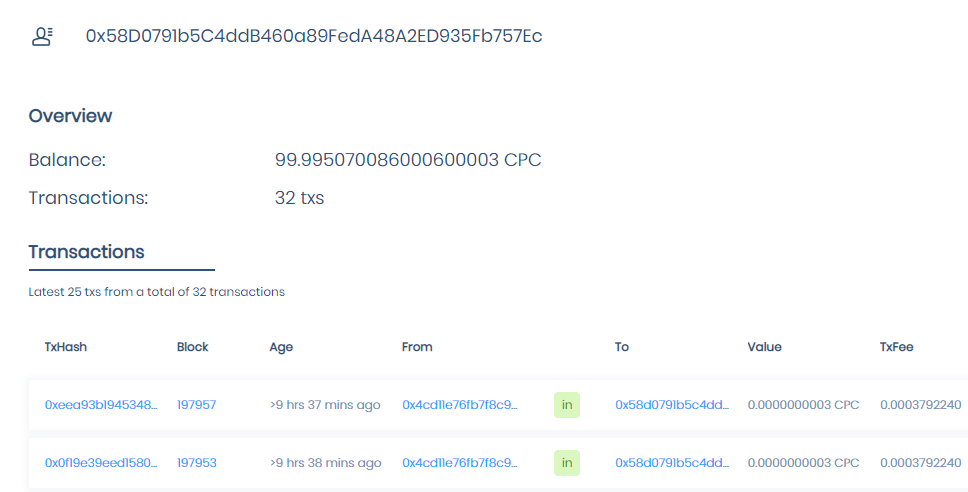 0x58D0791b5C4ddB460a89FedA48A2ED935Fb757Ec
Overview
Balance: 99.995070086000600003 CPC
Transactions: 32 txs
Transactions
Latest 25 txs from a total of 32 transactions
TxHash Block Age From To Value TxFee
0xeea93b1945348... 197957 >9 hrs 37 mins ago 0x4cd11e76fb7f8c9... in 0x58d0791b5c4dd... 0.0000000003 CPC 0.0003792240
0x0f19e39eed1580... 197953 >9 hrs 38 mins ago 0x4cd11e76fb7f8c9... in 0x58d0791b5c4dd... 0.0000000003 CPC 0.0003792240